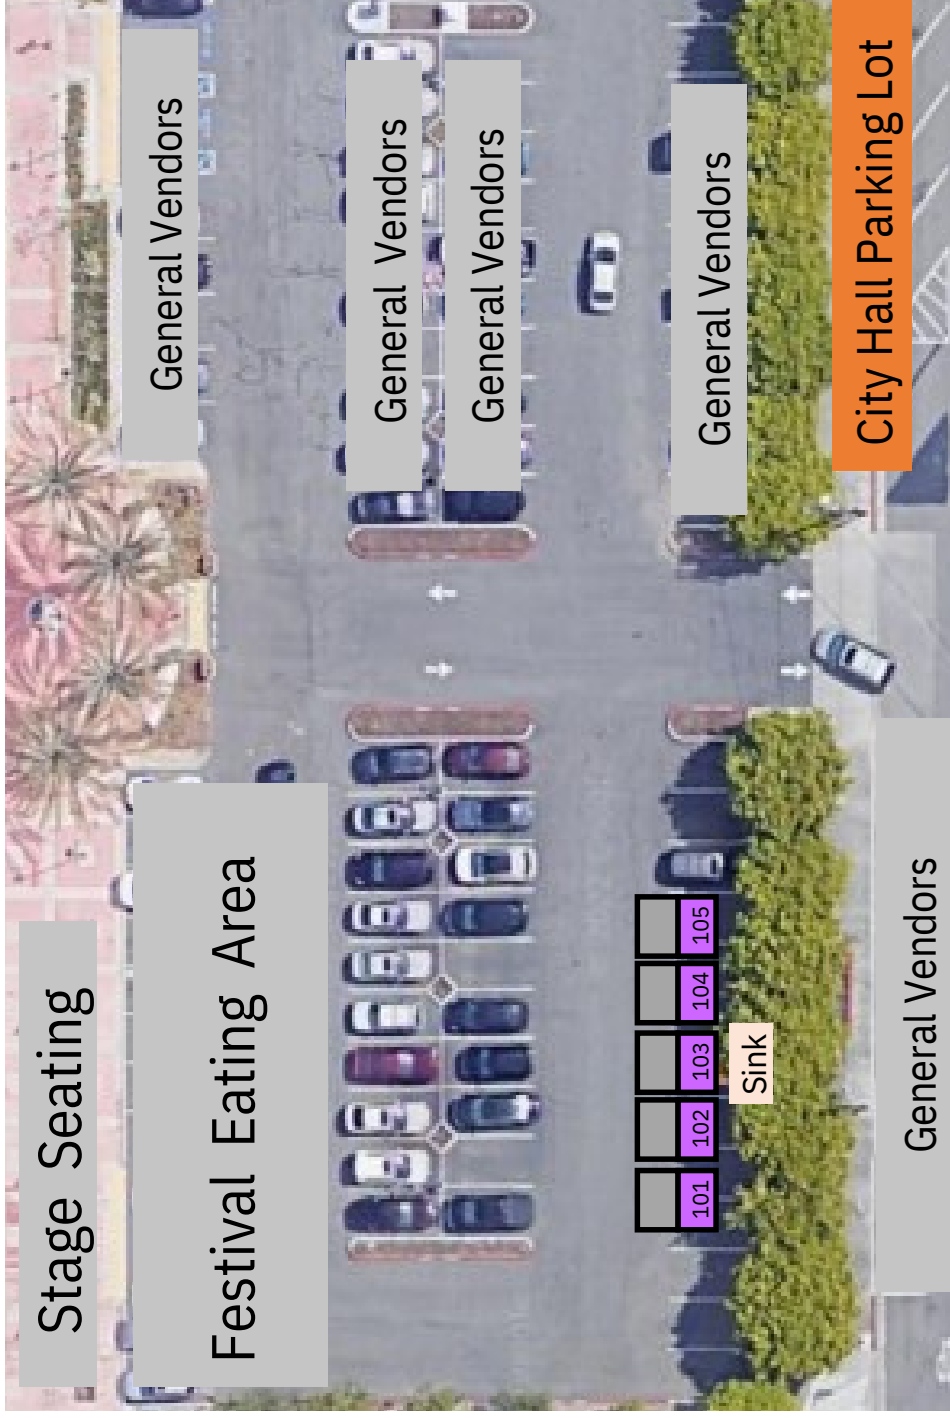 Stage Seating
Festival Eating Area
General Vendors
General Vendors
General Vendors
General Vendors
City Hall Parking Lot
101
102
103
104
105
Sink
General Vendors